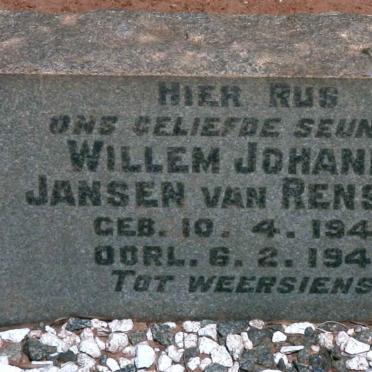 HIER RUS
ONS GELIEFDE SEUN
WILLEM JOHAN
JANSEN VAN RENS
GEB. 10. 4. 194
OORL. 6. 2. 194
TOT WEERSIENS